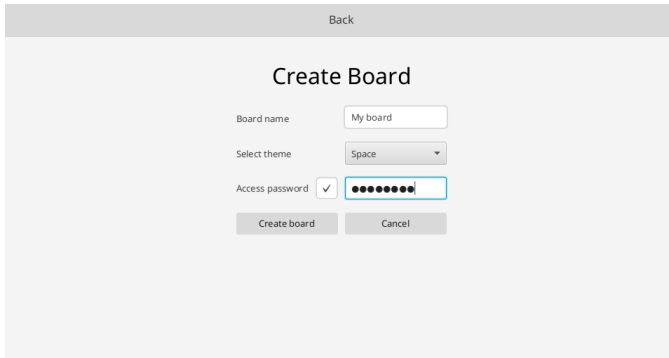 Back
Create Board
Board name My board
Select theme Space
Access password ✓ ●●●●●●●●
Create board Cancel